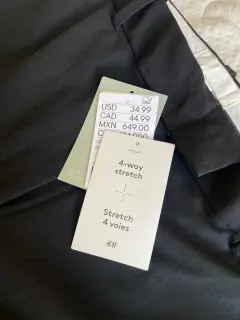 USD 34.99
CAD 44.99
MXN 649.00
4-way
stretch
Stretch
4 voies
H&M